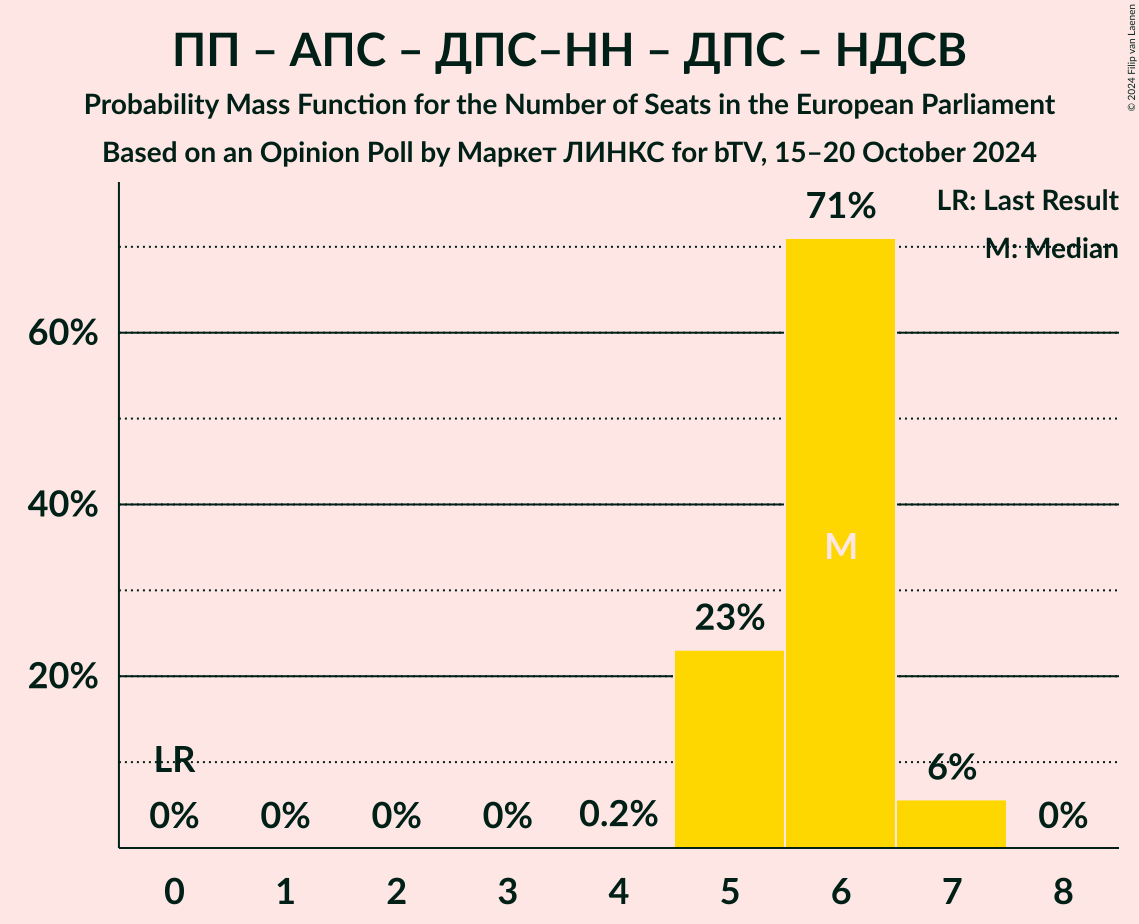 ПП – АПС – ДПС–НН – ДПС – НДСВ
Probability Mass Function for the Number of Seats in the European Parliament
Based on an Opinion Poll by Маркет ЛИНКС for bTV, 15–20 October 2024
© 2024 Filip van Laenen
LR: Last Result
M: Median
71%
60%
40%
M
23%
20%
LR
6%
0% 0% 0% 0% 0.2% 0%
0 1 2 3 4 5 6 7 8